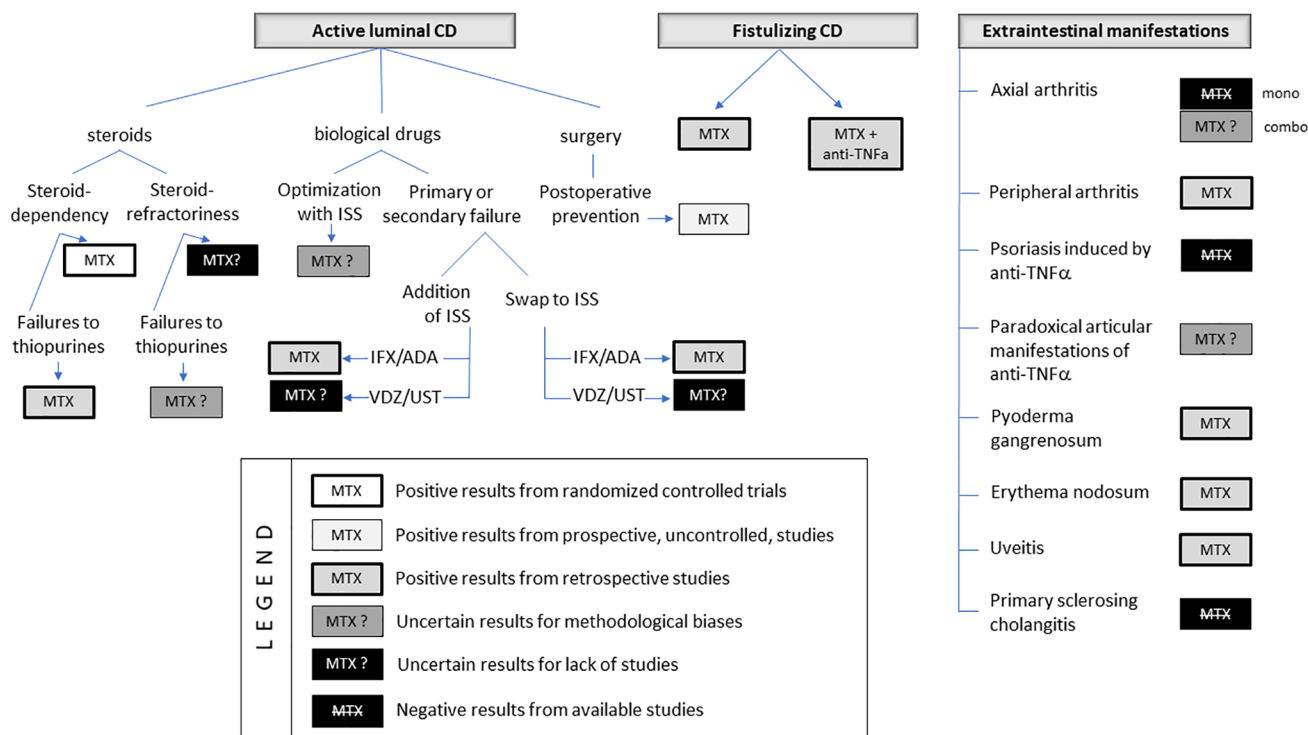 Active luminal CD
steroids
biological drugs
surgery
Steroid-
dependency
MTX
Steroid-
refractoriness
MTX?
Optimization
with ISS
MTX ?
Primary or
secondary failure
Postoperative
prevention
MTX
Failures to
thiopurines
MTX
Failures to
thiopurines
MTX ?
Addition
of ISS
MTX
IFX/ADA
MTX ?
VDZ/UST
Swap to ISS
IFX/ADA
MTX
VDZ/UST
MTX?
Fistulizing CD
MTX
MTX +
anti-TNFa
Extraintestinal manifestations
Axial arthritis
MTX mono
MTX ? combo
Peripheral arthritis
MTX
Psoriasis induced by
anti-TNFα
MTX
Paradoxical articular
manifestations of
anti-TNFα
MTX ?
Pyoderma
gangrenosum
MTX
Erythema nodosum
MTX
Uveitis
MTX
Primary sclerosing
cholangitis
MTX
LEGEND
MTX Positive results from randomized controlled trials
MTX Positive results from prospective, uncontrolled, studies
MTX Positive results from retrospective studies
MTX ? Uncertain results for methodological biases
MTX ? Uncertain results for lack of studies
MTX Negative results from available studies